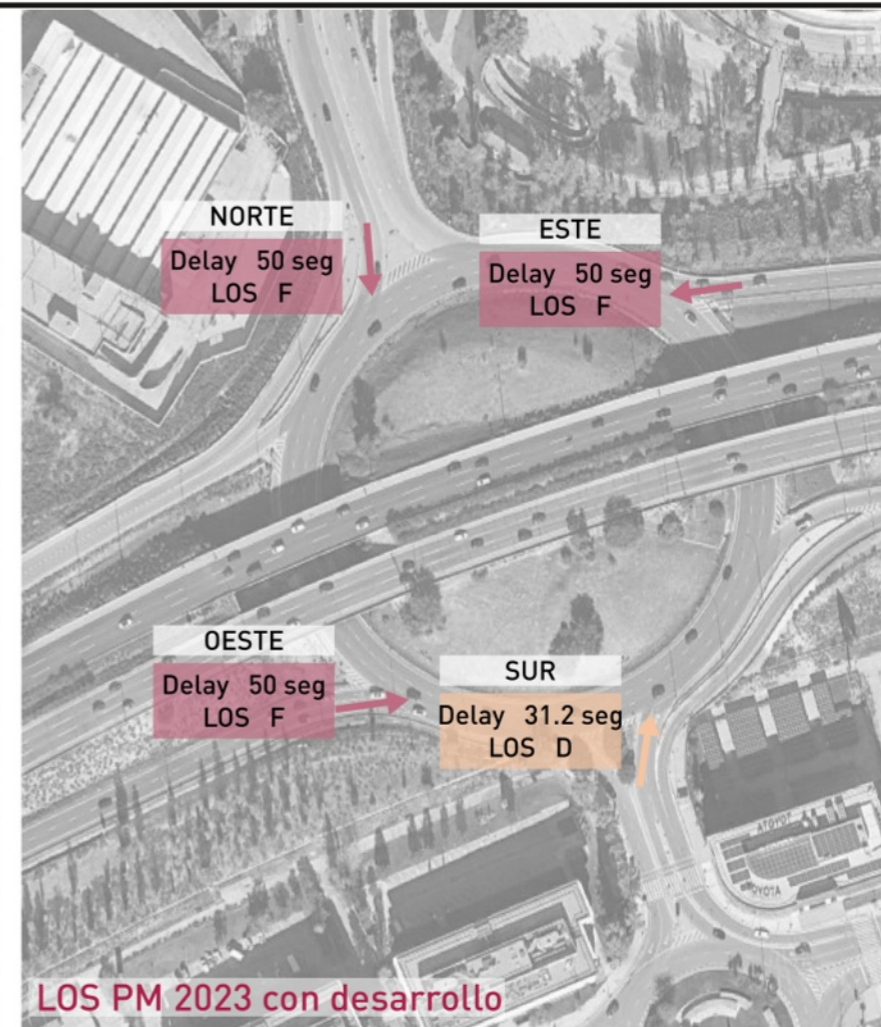 NORTE
Delay 50 seg
LOS F
ESTE
Delay 50 seg
LOS F
OESTE
Delay 50 seg
LOS F
SUR
Delay 31.2 seg
LOS D
TOYOTA
LOS PM 2023 con desarrollo